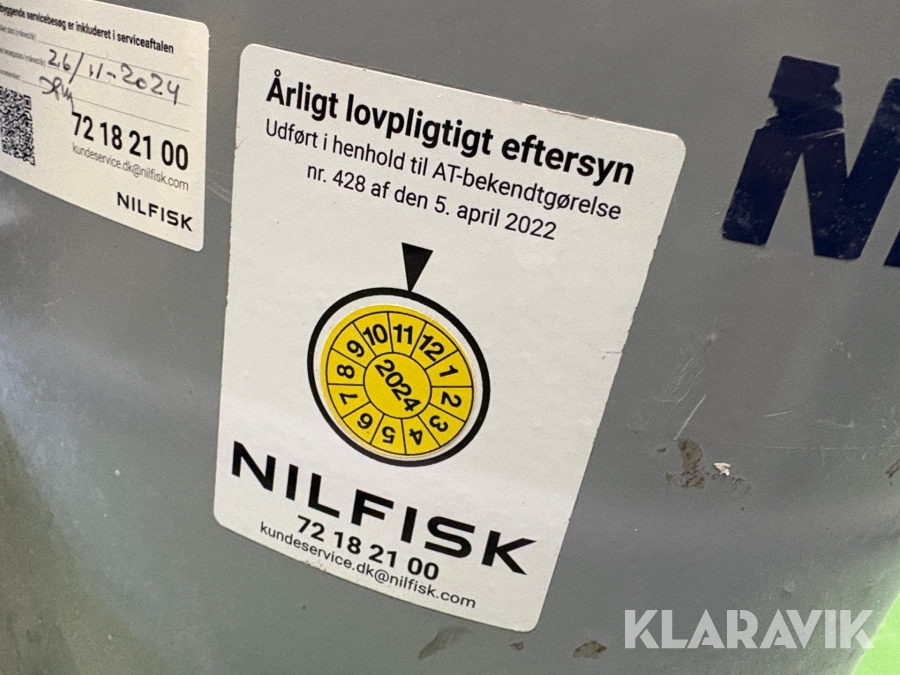 byggende servicebesøg er inkluderet i serviceaftalen
26/11-2024
72 18 21 00
kundeservice.dk@nilfisk.com
NILFISK
Årligt lovpligtigt eftersyn
Udført i henhold til AT-bekendtgørelse
nr. 428 af den 5. april 2022
10 11 12 1 2 3 4 5 6 7 8 9
2024
NILFISK
72 18 21 00
kundeservice.dk@nilfisk.com
KLARAVIK